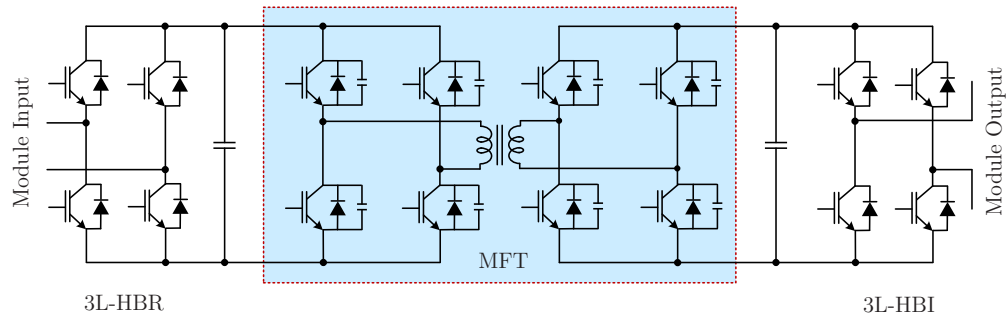 Module Input
Module Output
MFT
3L-HBR
3L-HBI